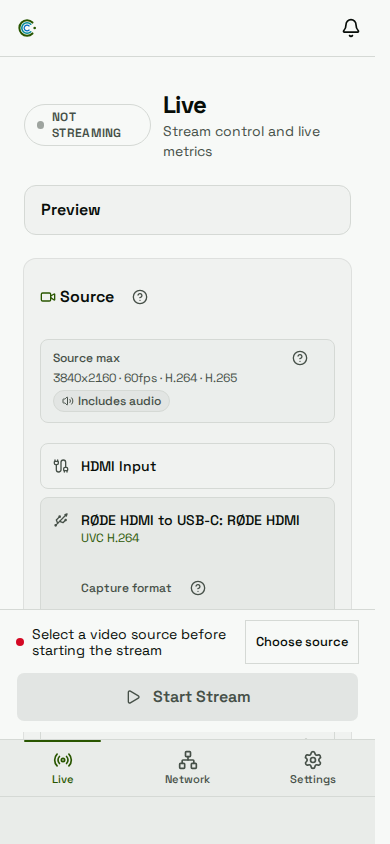 NOT
STREAMING
Live
Stream control and live
metrics
Preview
Source
Source max
3840x2160 · 60fps · H.264 · H.265
Includes audio
HDMI Input
RØDE HDMI to USB-C: RØDE HDMI
UVC H.264
Capture format
Select a video source before
starting the stream
Choose source
Start Stream
Live
Network
Settings